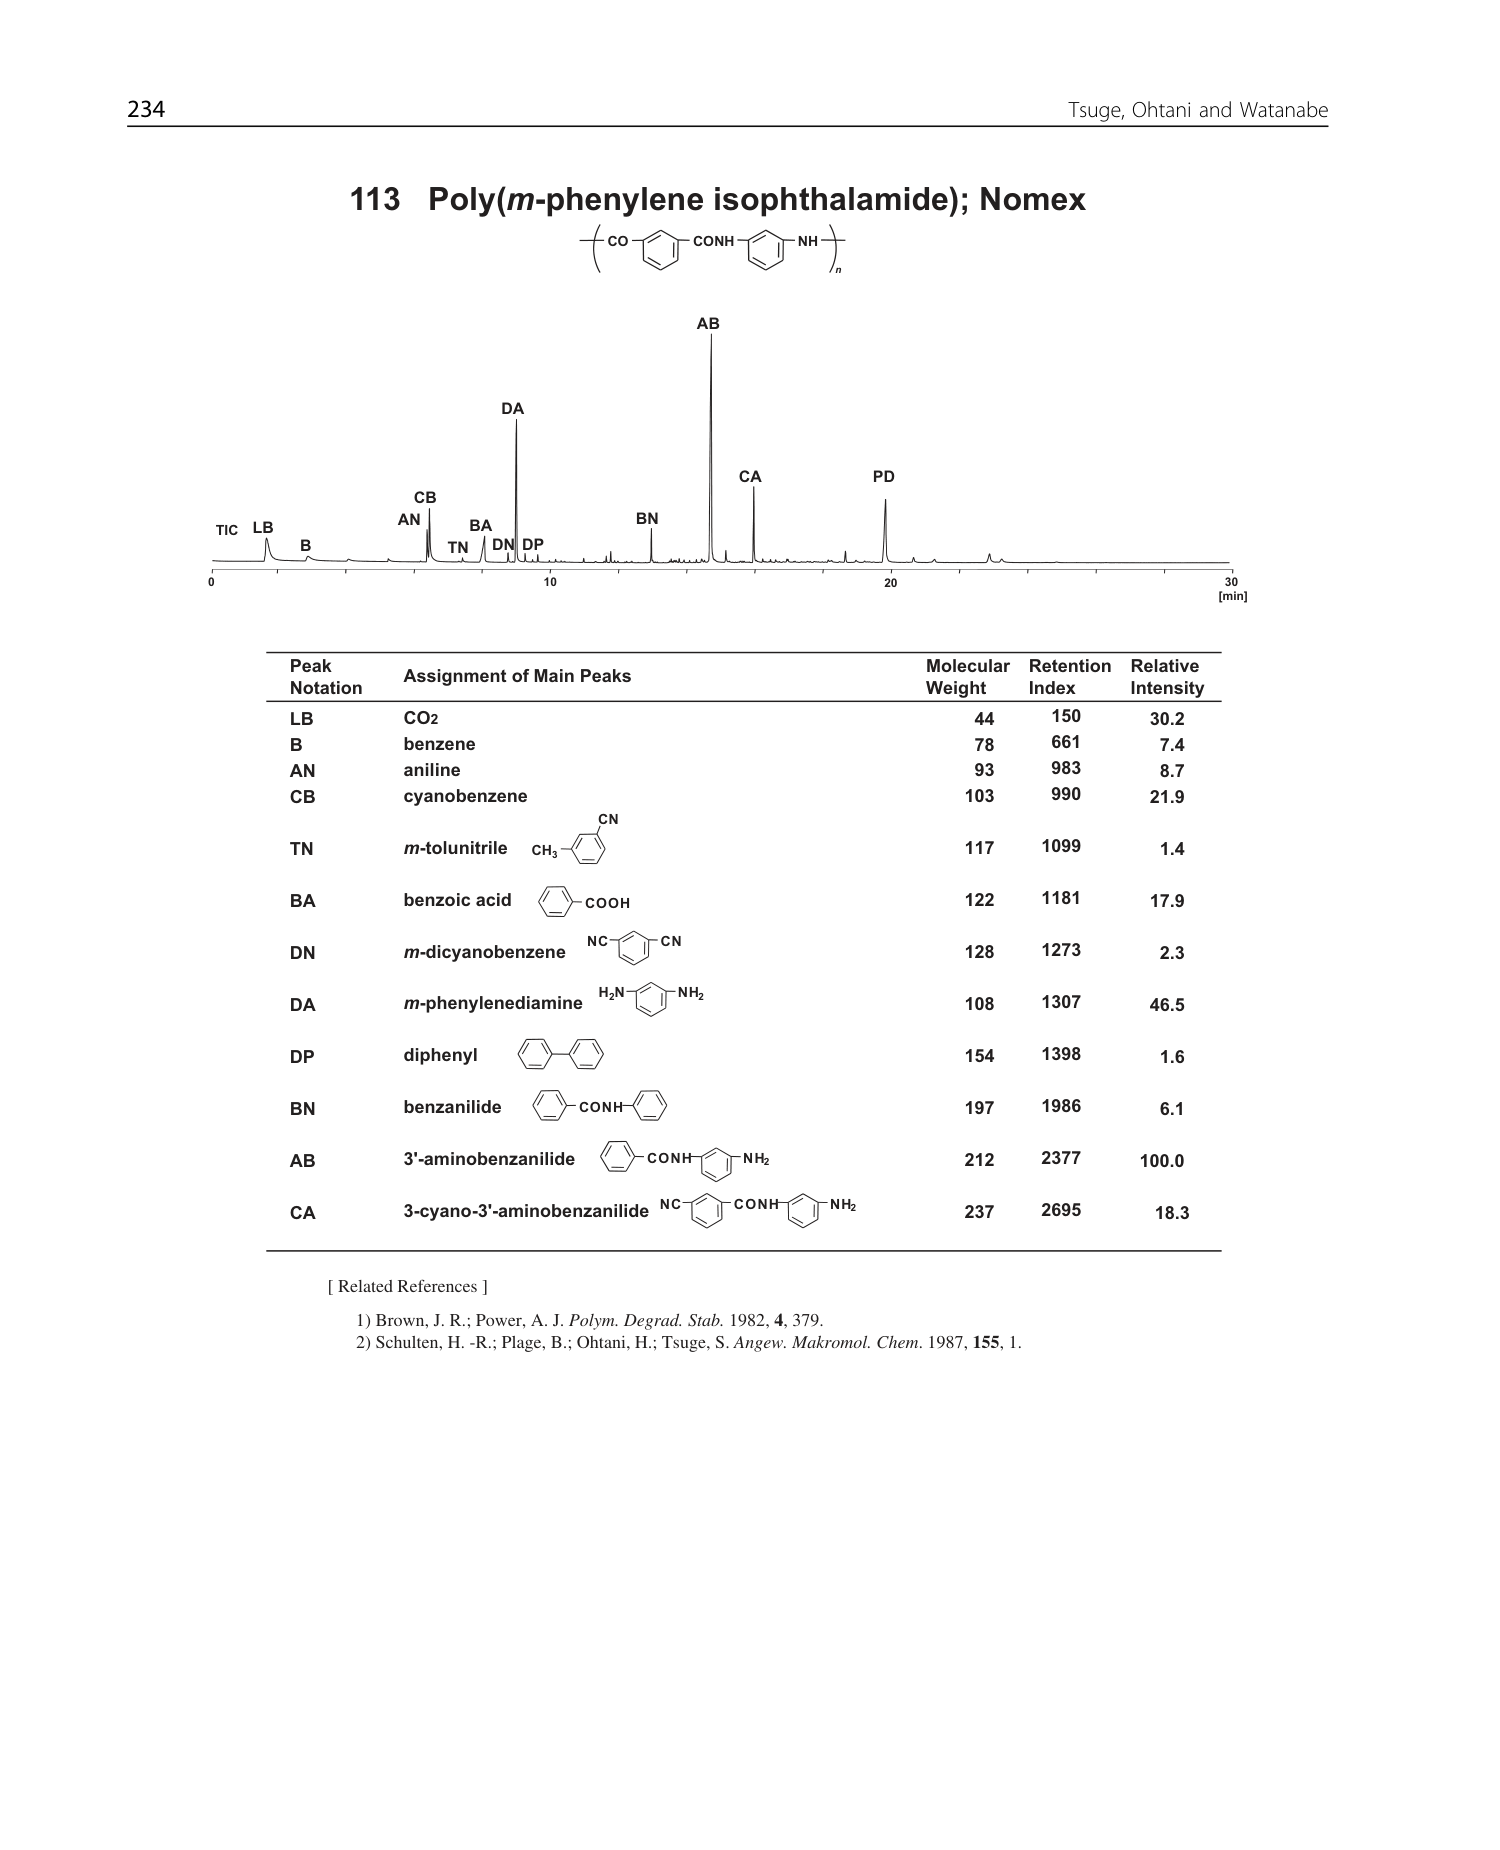 234 Tsuge, Ohtani and Watanabe
113 Poly(m-phenylene isophthalamide); Nomex
CO CONH NH n
AB
DA
CA PD
CB
AN BN
TIC LB BA
B TN DN DP
0 10 20 30
[min]
Peak Notation Assignment of Main Peaks Molecular Weight Retention Index Relative Intensity
LB CO2 44 150 30.2
B benzene 78 661 7.4
AN aniline 93 983 8.7
CB cyanobenzene 103 990 21.9
TN m-tolunitrile CH3 CN 117 1099 1.4
BA benzoic acid COOH 122 1181 17.9
DN m-dicyanobenzene NC CN 128 1273 2.3
DA m-phenylenediamine H2N NH2 108 1307 46.5
DP diphenyl 154 1398 1.6
BN benzanilide CONH 197 1986 6.1
AB 3'-aminobenzanilide CONH NH2 212 2377 100.0
CA 3-cyano-3'-aminobenzanilide NC CONH NH2 237 2695 18.3
[ Related References ]
1) Brown, J. R.; Power, A. J. Polym. Degrad. Stab. 1982, 4, 379.
2) Schulten, H. -R.; Plage, B.; Ohtani, H.; Tsuge, S. Angew. Makromol. Chem. 1987, 155, 1.